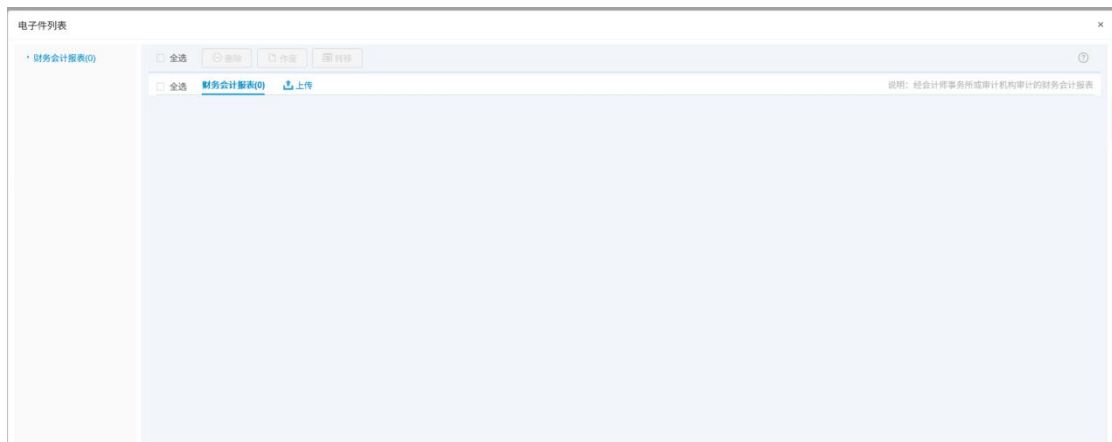 电子件列表
×
财务会计报表(0)
全选 删除 作废 转移
全选 财务会计报表(0) 上传 说明：经会计师事务所或审计机构审计的财务会计报表